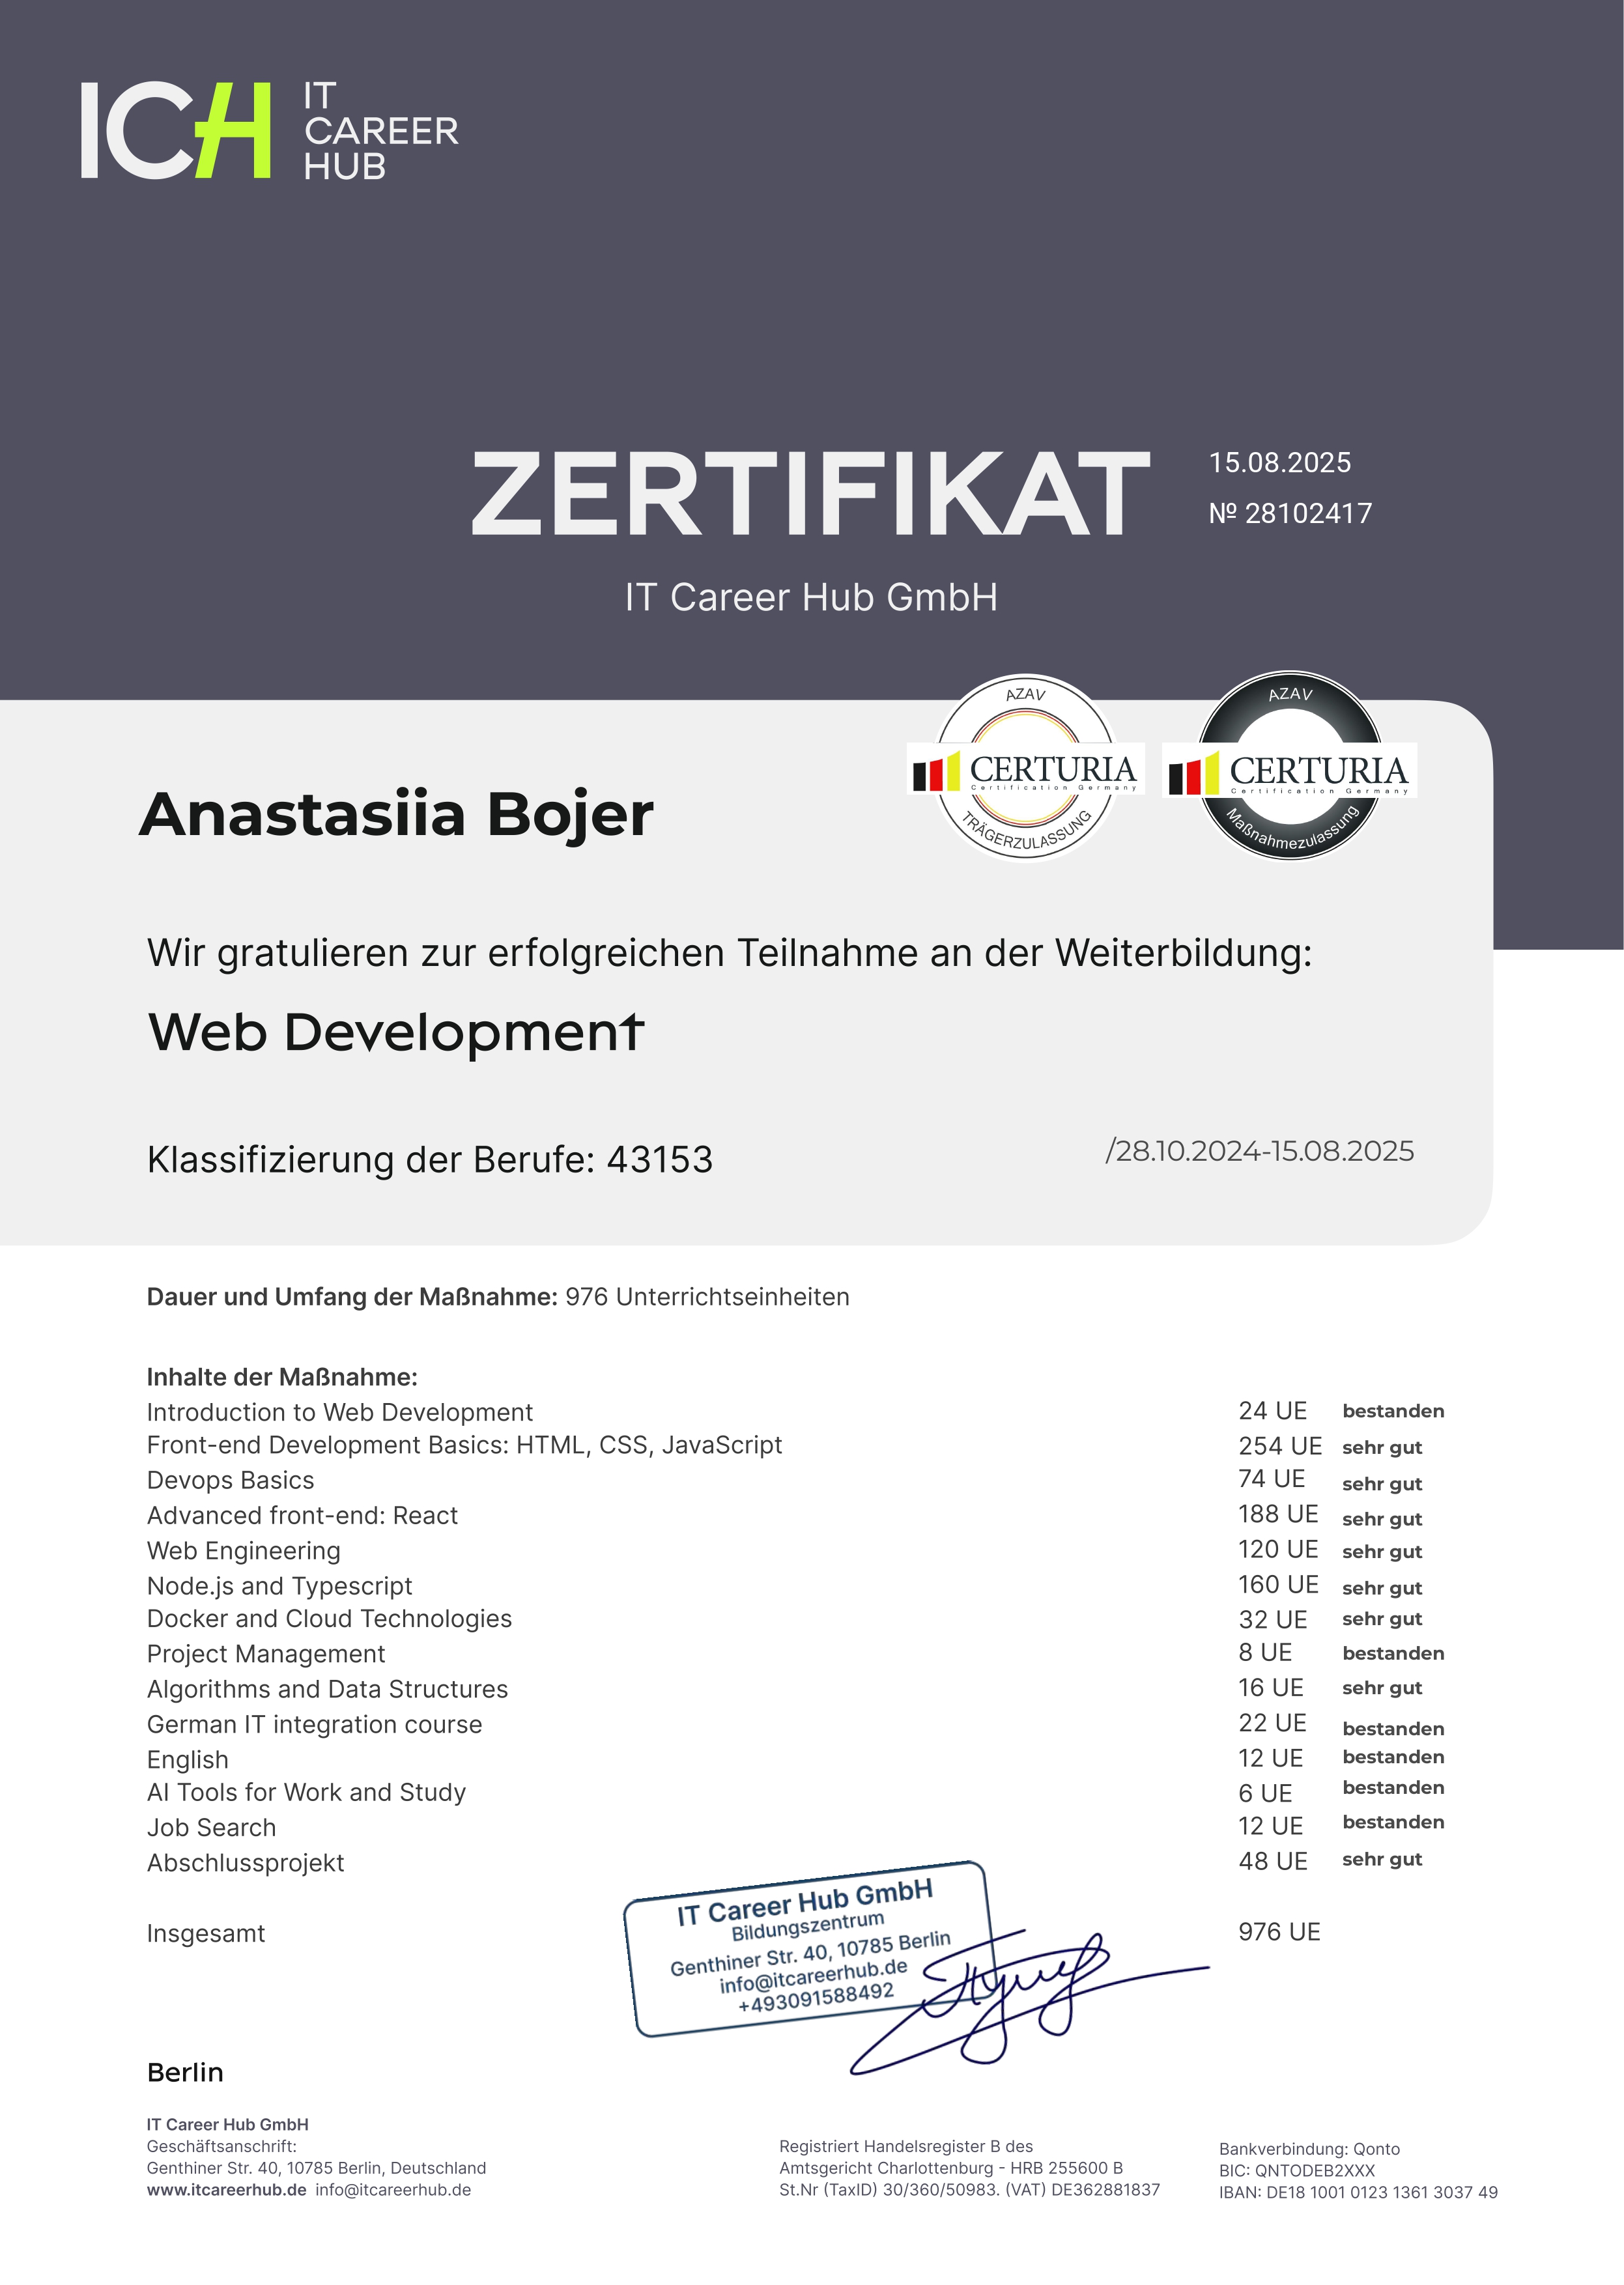 ICH
IT
CAREER
HUB
ZERTIFIKAT
15.08.2025
№ 28102417
IT Career Hub GmbH
AZAV
CERTURIA
Certification Germany
TRÄGERZULASSUNG
AZAV
CERTURIA
Certification Germany
Maßnahmezulassung
Anastasiia Bojer
Wir gratulieren zur erfolgreichen Teilnahme an der Weiterbildung:
Web Development
Klassifizierung der Berufe: 43153
/28.10.2024-15.08.2025
Dauer und Umfang der Maßnahme: 976 Unterrichtseinheiten
Inhalte der Maßnahme:
Introduction to Web Development 24 UE bestanden
Front-end Development Basics: HTML, CSS, JavaScript 254 UE sehr gut
Devops Basics 74 UE sehr gut
Advanced front-end: React 188 UE sehr gut
Web Engineering 120 UE sehr gut
Node.js and Typescript 160 UE sehr gut
Docker and Cloud Technologies 32 UE sehr gut
Project Management 8 UE bestanden
Algorithms and Data Structures 16 UE sehr gut
German IT integration course 22 UE bestanden
English 12 UE bestanden
AI Tools for Work and Study 6 UE bestanden
Job Search 12 UE bestanden
Abschlussprojekt 48 UE sehr gut
Insgesamt 976 UE
IT Career Hub GmbH
Bildungszentrum
Genthiner Str. 40, 10785 Berlin
info@itcareerhub.de
+493091588492
Berlin
IT Career Hub GmbH
Geschäftsanschrift:
Genthiner Str. 40, 10785 Berlin, Deutschland
www.itcareerhub.de info@itcareerhub.de
Registriert Handelsregister B des
Amtsgericht Charlottenburg - HRB 255600 B
St.Nr (TaxID) 30/360/50983. (VAT) DE362881837
Bankverbindung: Qonto
BIC: QNTODEB2XXX
IBAN: DE18 1001 0123 1361 3037 49